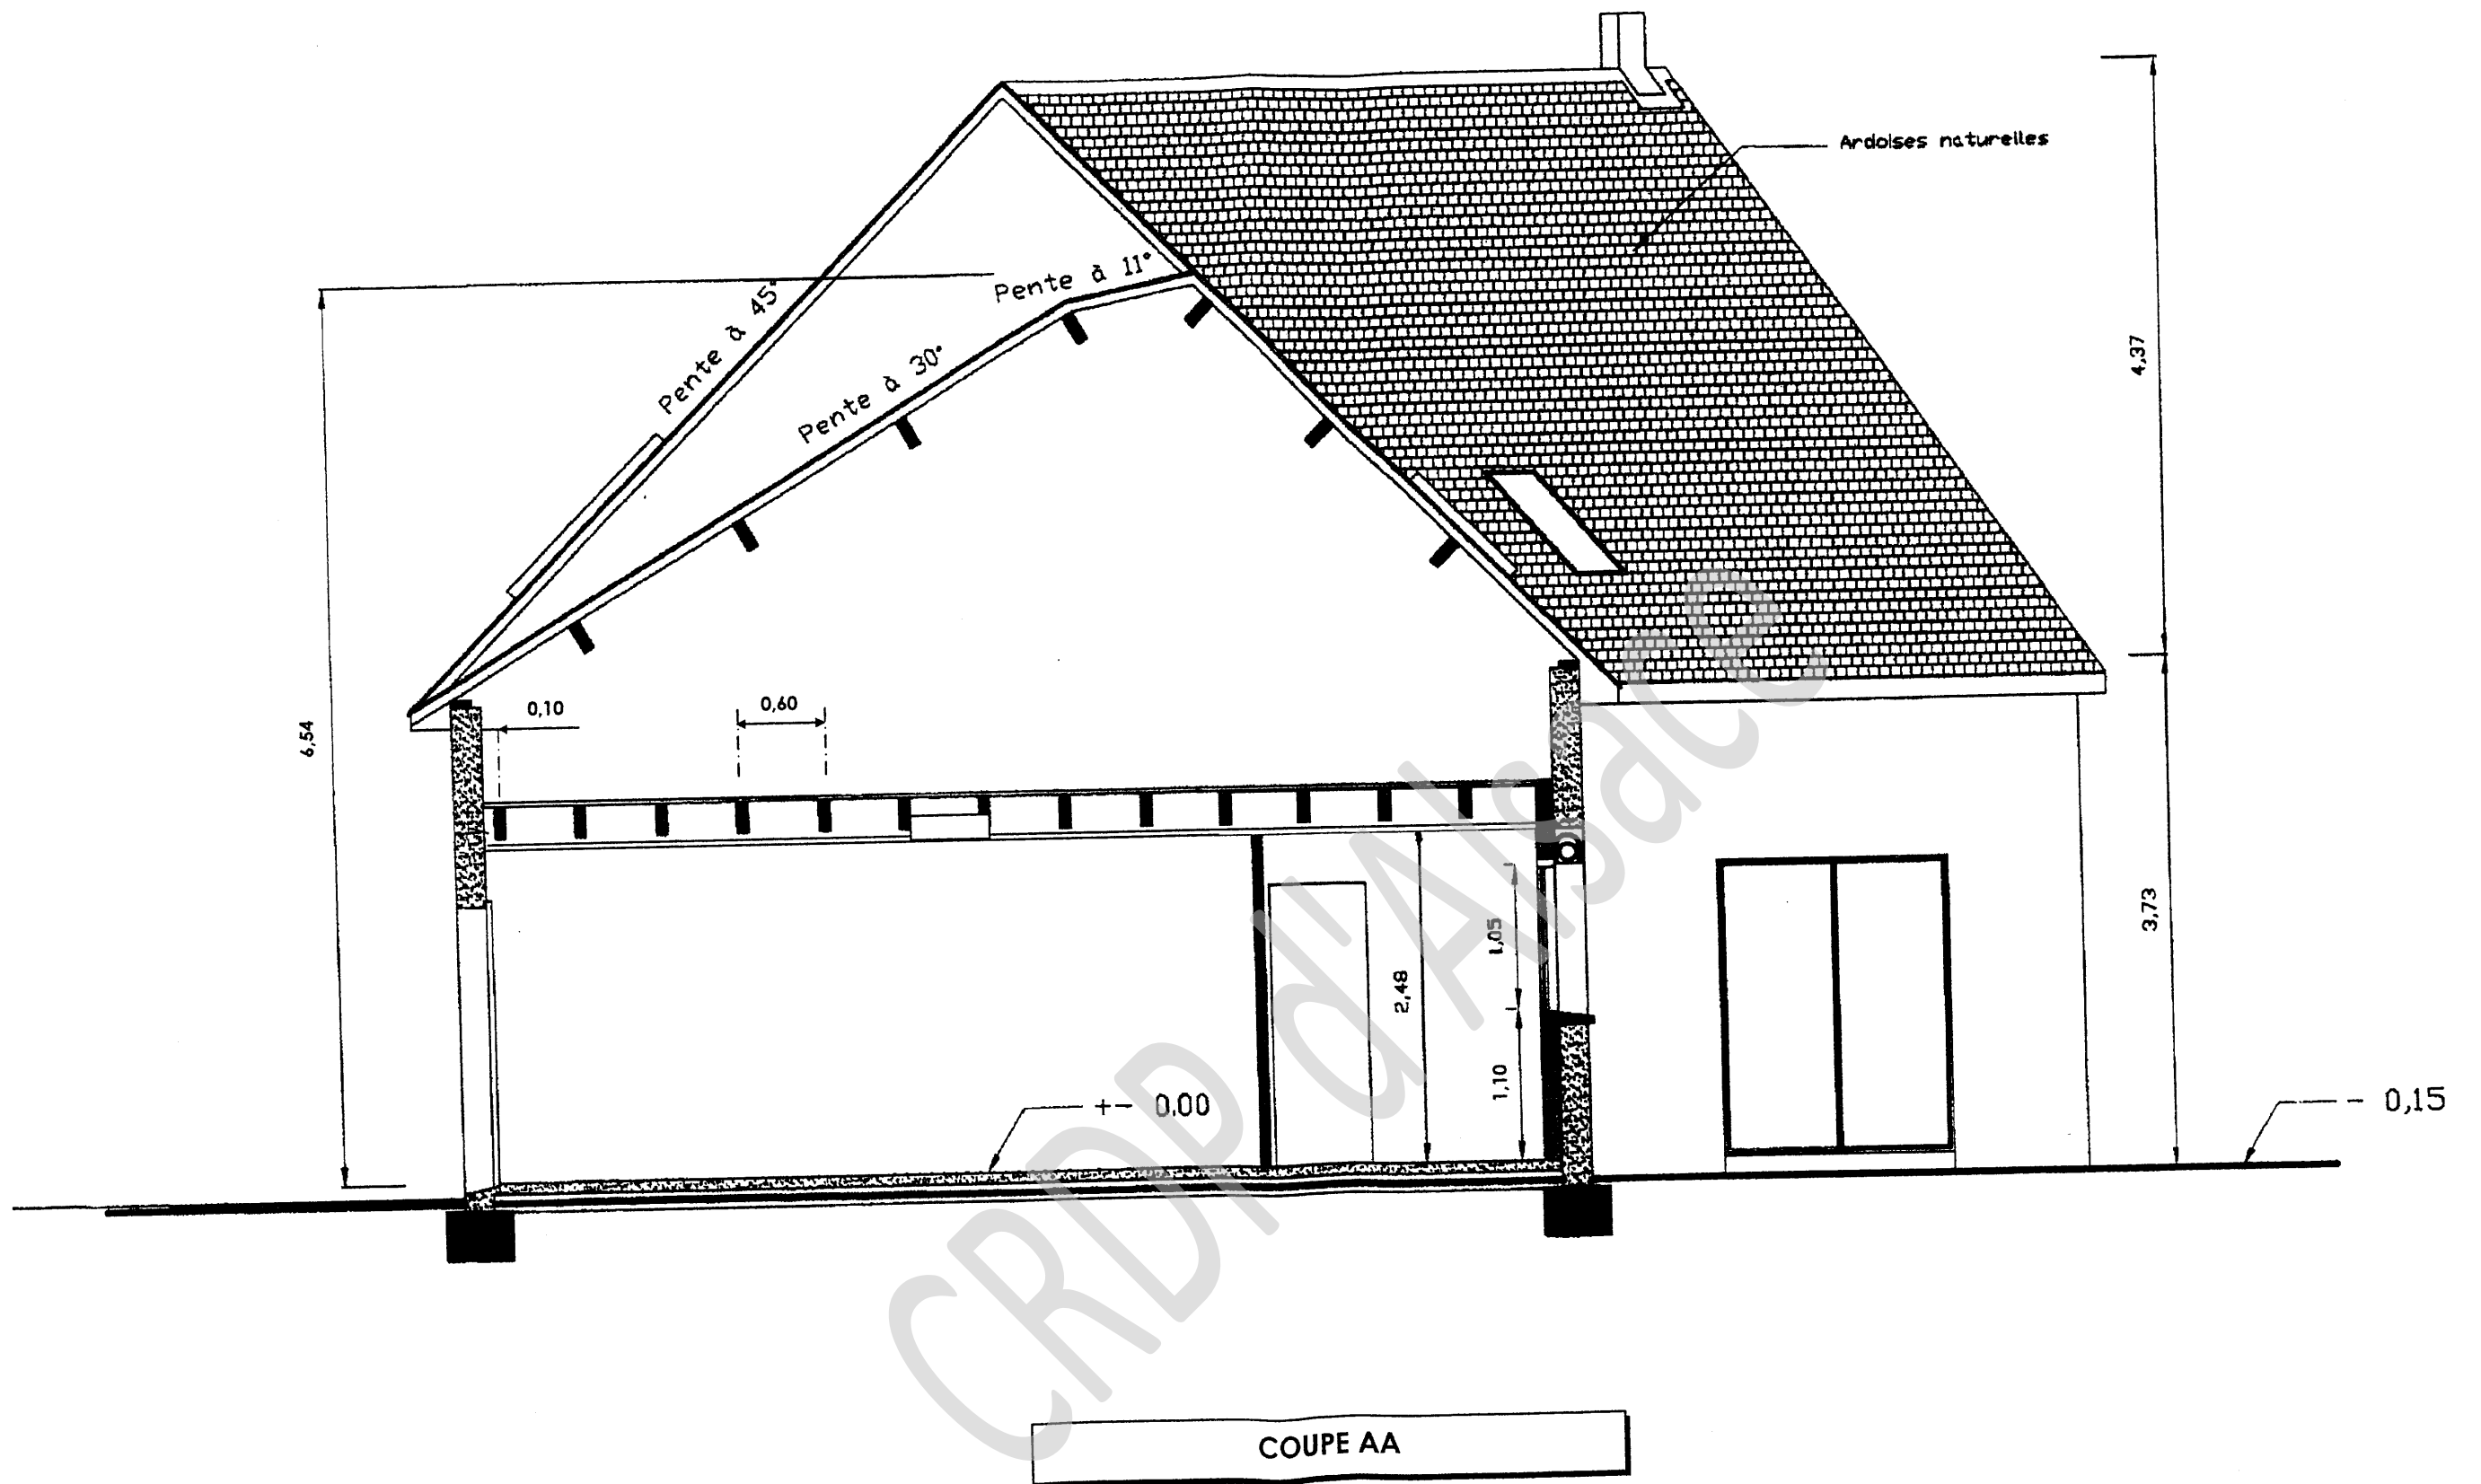 Ardoises naturelles
Pente à 11°
Pente à 45°
Pente à 30°
4,37
6,54
0,10
0,60
3,73
1,05
2,48
1,10
+- 0.00
- 0,15
CRDP d'Alsace
COUPE AA